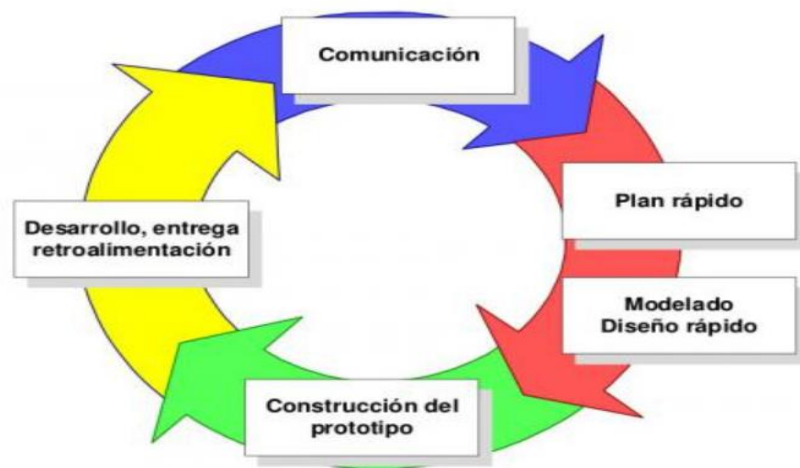 Comunicación
Plan rápido
Modelado
Diseño rápido
Construcción del
prototipo
Desarrollo, entrega
retroalimentación